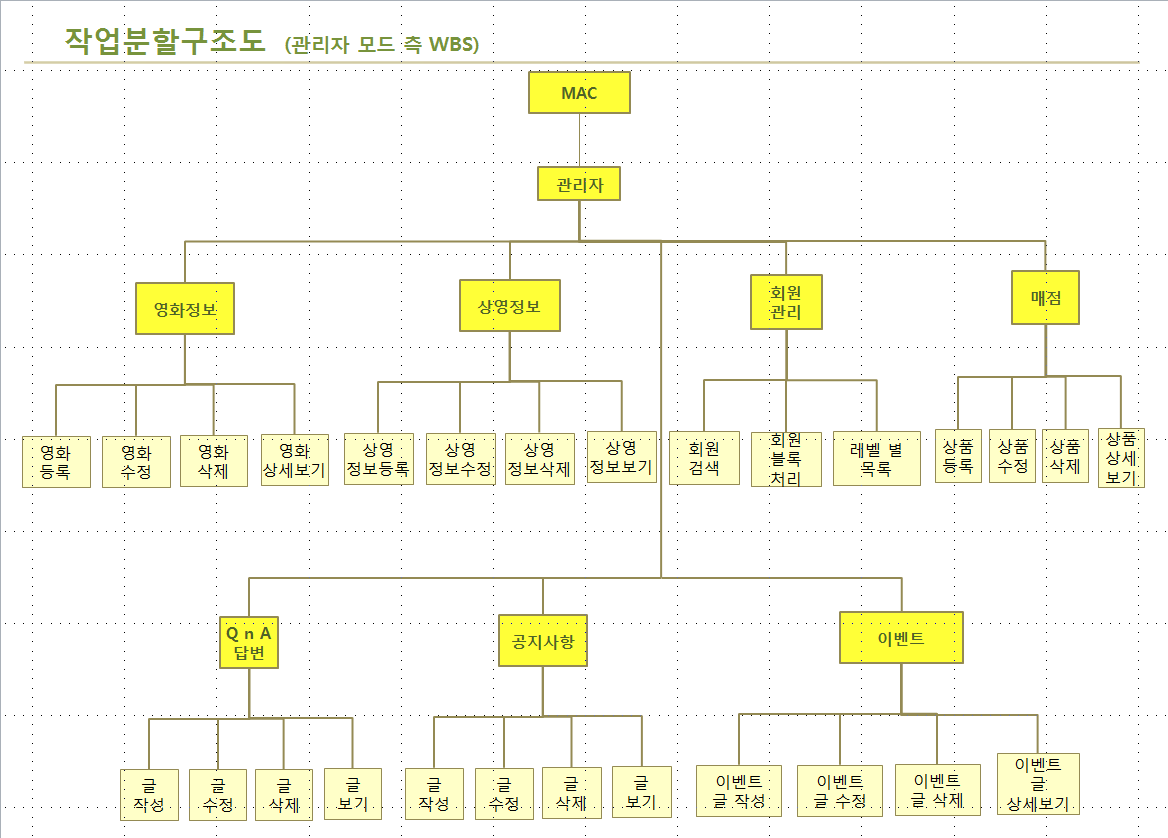 작업분할구조도 (관리자 모드 측 WBS)
MAC
관리자
영화정보
상영정보
회원
관리
매점
영화
등록
영화
수정
영화
삭제
영화
상세보기
상영
정보등록
상영
정보수정
상영
정보삭제
상영
정보보기
회원
검색
회원
블록
처리
레벨 별
목록
상품
등록
상품
수정
상품
삭제
상품
상세
보기
Q n A
답변
공지사항
이벤트
글
작성
글
수정
글
삭제
글
보기
글
작성
글
수정
글
삭제
글
보기
이벤트
글 작성
이벤트
글 수정
이벤트
글 삭제
이벤트
글
상세보기